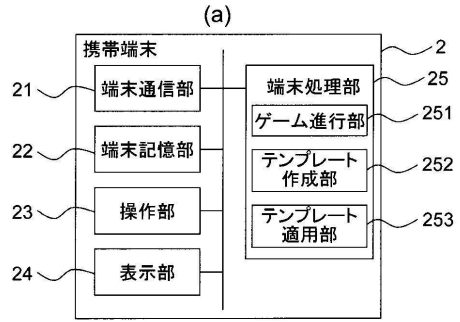 (a)
携帯端末
2
21
端末通信部
22
端末記憶部
23
操作部
24
表示部
25
端末処理部
251
ゲーム進行部
252
テンプレート
作成部
253
テンプレート
適用部